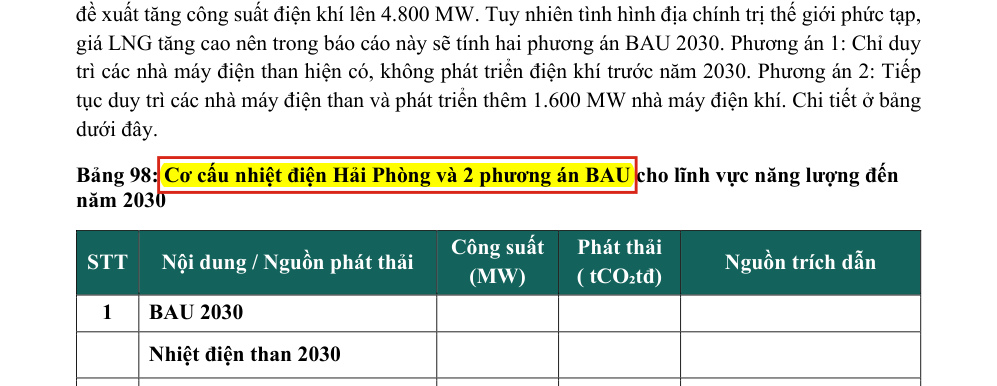 đề xuất tăng công suất điện khí lên 4.800 MW. Tuy nhiên tình hình địa chính trị thế giới phức tạp,
giá LNG tăng cao nên trong báo cáo này sẽ tính hai phương án BAU 2030. Phương án 1: Chỉ duy
trì các nhà máy điện than hiện có, không phát triển điện khí trước năm 2030. Phương án 2: Tiếp
tục duy trì các nhà máy điện than và phát triển thêm 1.600 MW nhà máy điện khí. Chi tiết ở bảng
dưới đây.
Bảng 98: Cơ cấu nhiệt điện Hải Phòng và 2 phương án BAU cho lĩnh vực năng lượng đến
năm 2030
STT Nội dung / Nguồn phát thải Công suất (MW) Phát thải ( tCO₂tđ) Nguồn trích dẫn
1 BAU 2030
Nhiệt điện than 2030